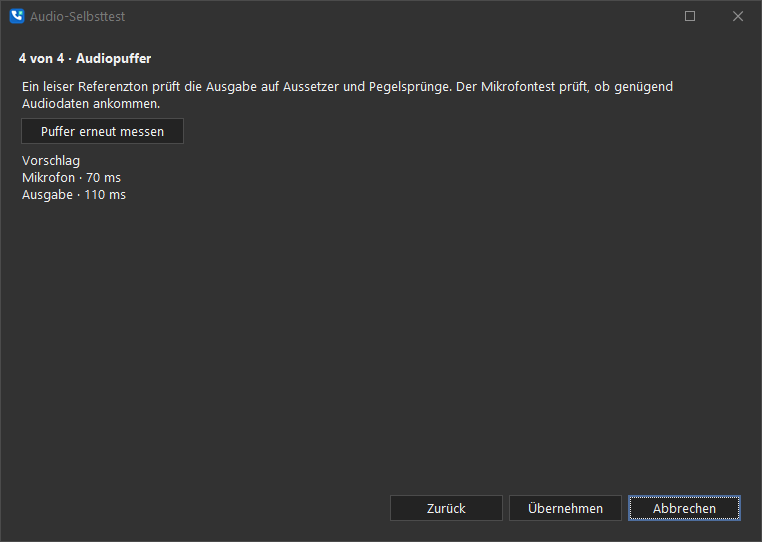 Audio-Selbsttest
4 von 4 · Audiopuffer
Ein leiser Referenzton prüft die Ausgabe auf Aussetzer und Pegelsprünge. Der Mikrofontest prüft, ob genügend
Audiodaten ankommen.
Puffer erneut messen
Vorschlag
Mikrofon · 70 ms
Ausgabe · 110 ms
Zurück
Übernehmen
Abbrechen